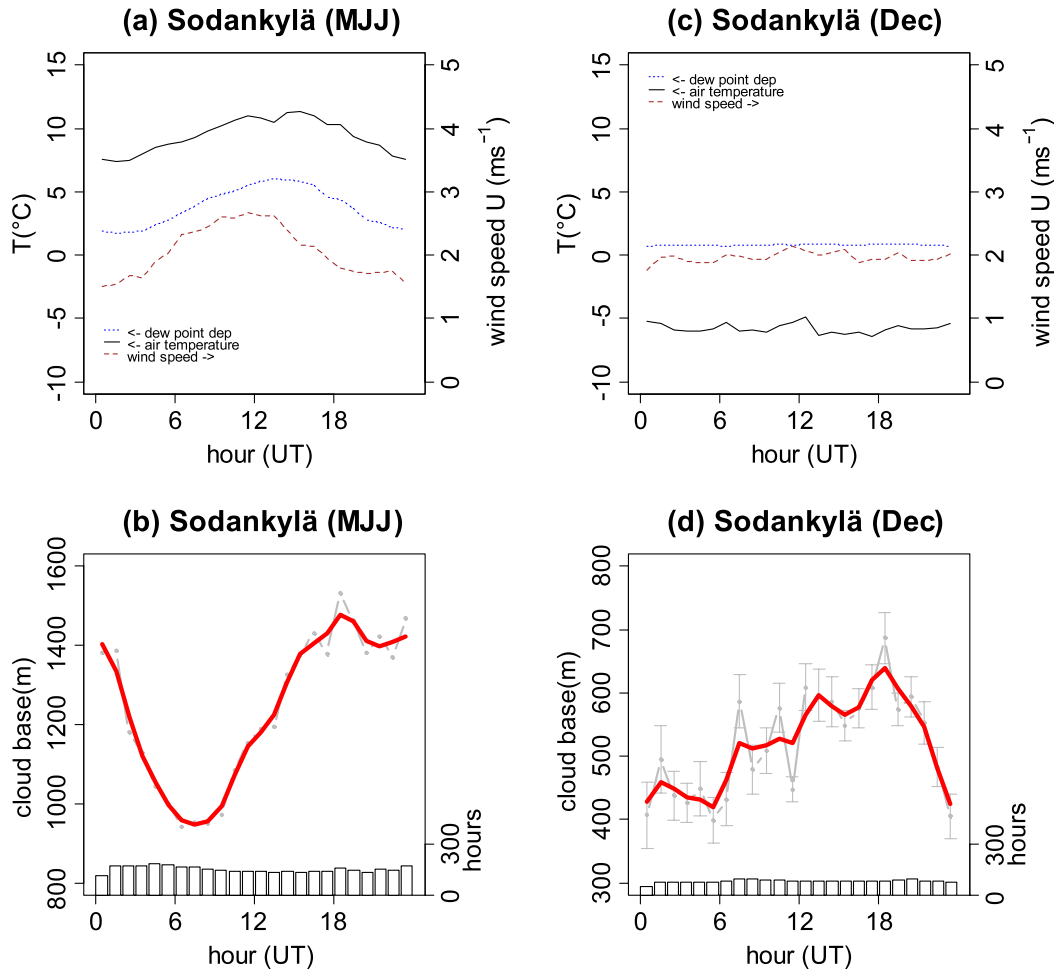 (a) Sodankylä (MJJ)
15
10
5
0
-5
-10
T(°C)
5
4
3
2
1
0
wind speed U (ms⁻¹)
<- dew point dep
<- air temperature
wind speed ->
0 6 12 18
hour (UT)
(c) Sodankylä (Dec)
15
10
5
0
-5
-10
T(°C)
5
4
3
2
1
0
wind speed U (ms⁻¹)
<- dew point dep
<- air temperature
wind speed ->
0 6 12 18
hour (UT)
(b) Sodankylä (MJJ)
1600
1400
1200
1000
800
cloud base(m)
300
0
hours
0 6 12 18
hour (UT)
(d) Sodankylä (Dec)
800
700
600
500
400
300
cloud base(m)
300
0
hours
0 6 12 18
hour (UT)